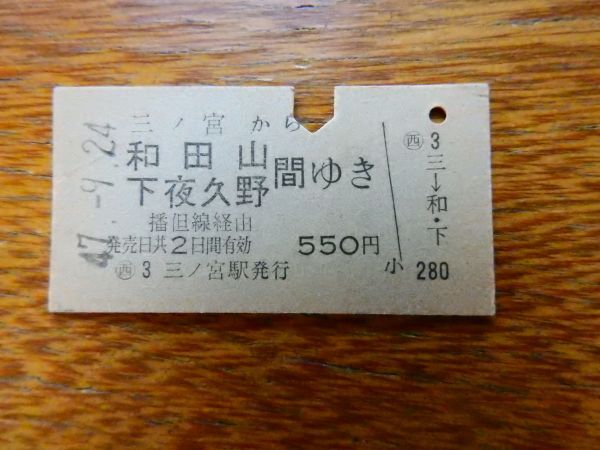 47.-9.24
三ノ宮から
和田山
下夜久野
間ゆき
播但線経由
発売日共2日間有効 550円
㊄ 3 三ノ宮駅発行
小 280
㊄ 3 三→和・下